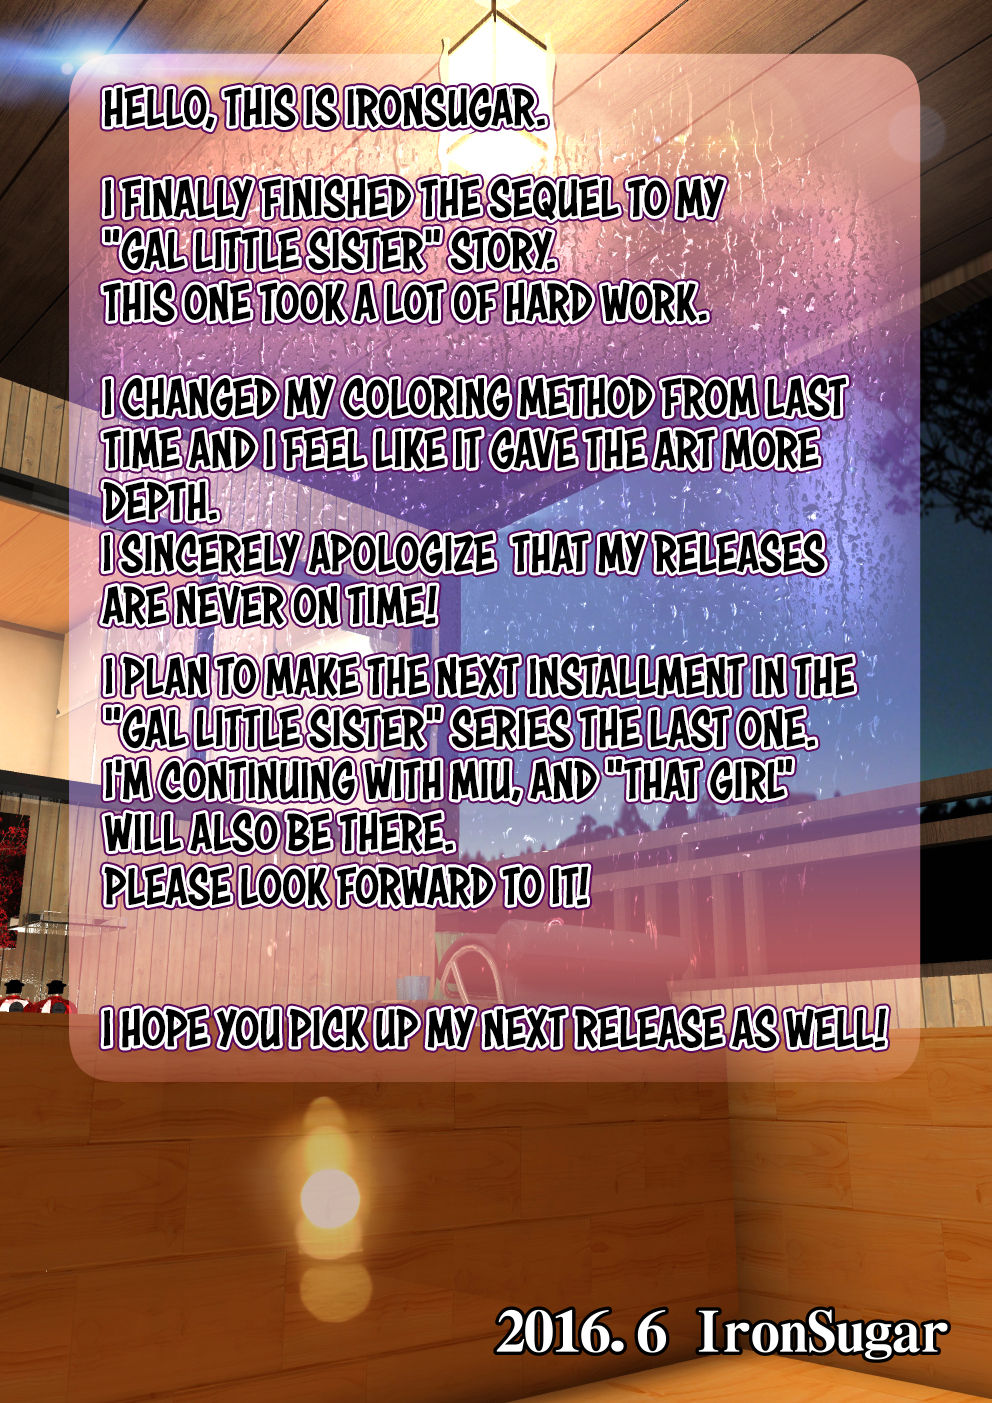 HELLO, THIS IS IRONSUGAR.
I FINALLY FINISHED THE SEQUEL TO MY
"GAL LITTLE SISTER" STORY.
THIS ONE TOOK A LOT OF HARD WORK.
I CHANGED MY COLORING METHOD FROM LAST
TIME AND I FEEL LIKE IT GAVE THE ART MORE
DEPTH.
I SINCERELY APOLOGIZE THAT MY RELEASES
ARE NEVER ON TIME!
I PLAN TO MAKE THE NEXT INSTALLMENT IN THE
"GAL LITTLE SISTER" SERIES THE LAST ONE.
I'M CONTINUING WITH MIU, AND "THAT GIRL"
WILL ALSO BE THERE.
PLEASE LOOK FORWARD TO IT!
I HOPE YOU PICK UP MY NEXT RELEASE AS WELL!
2016. 6 IronSugar